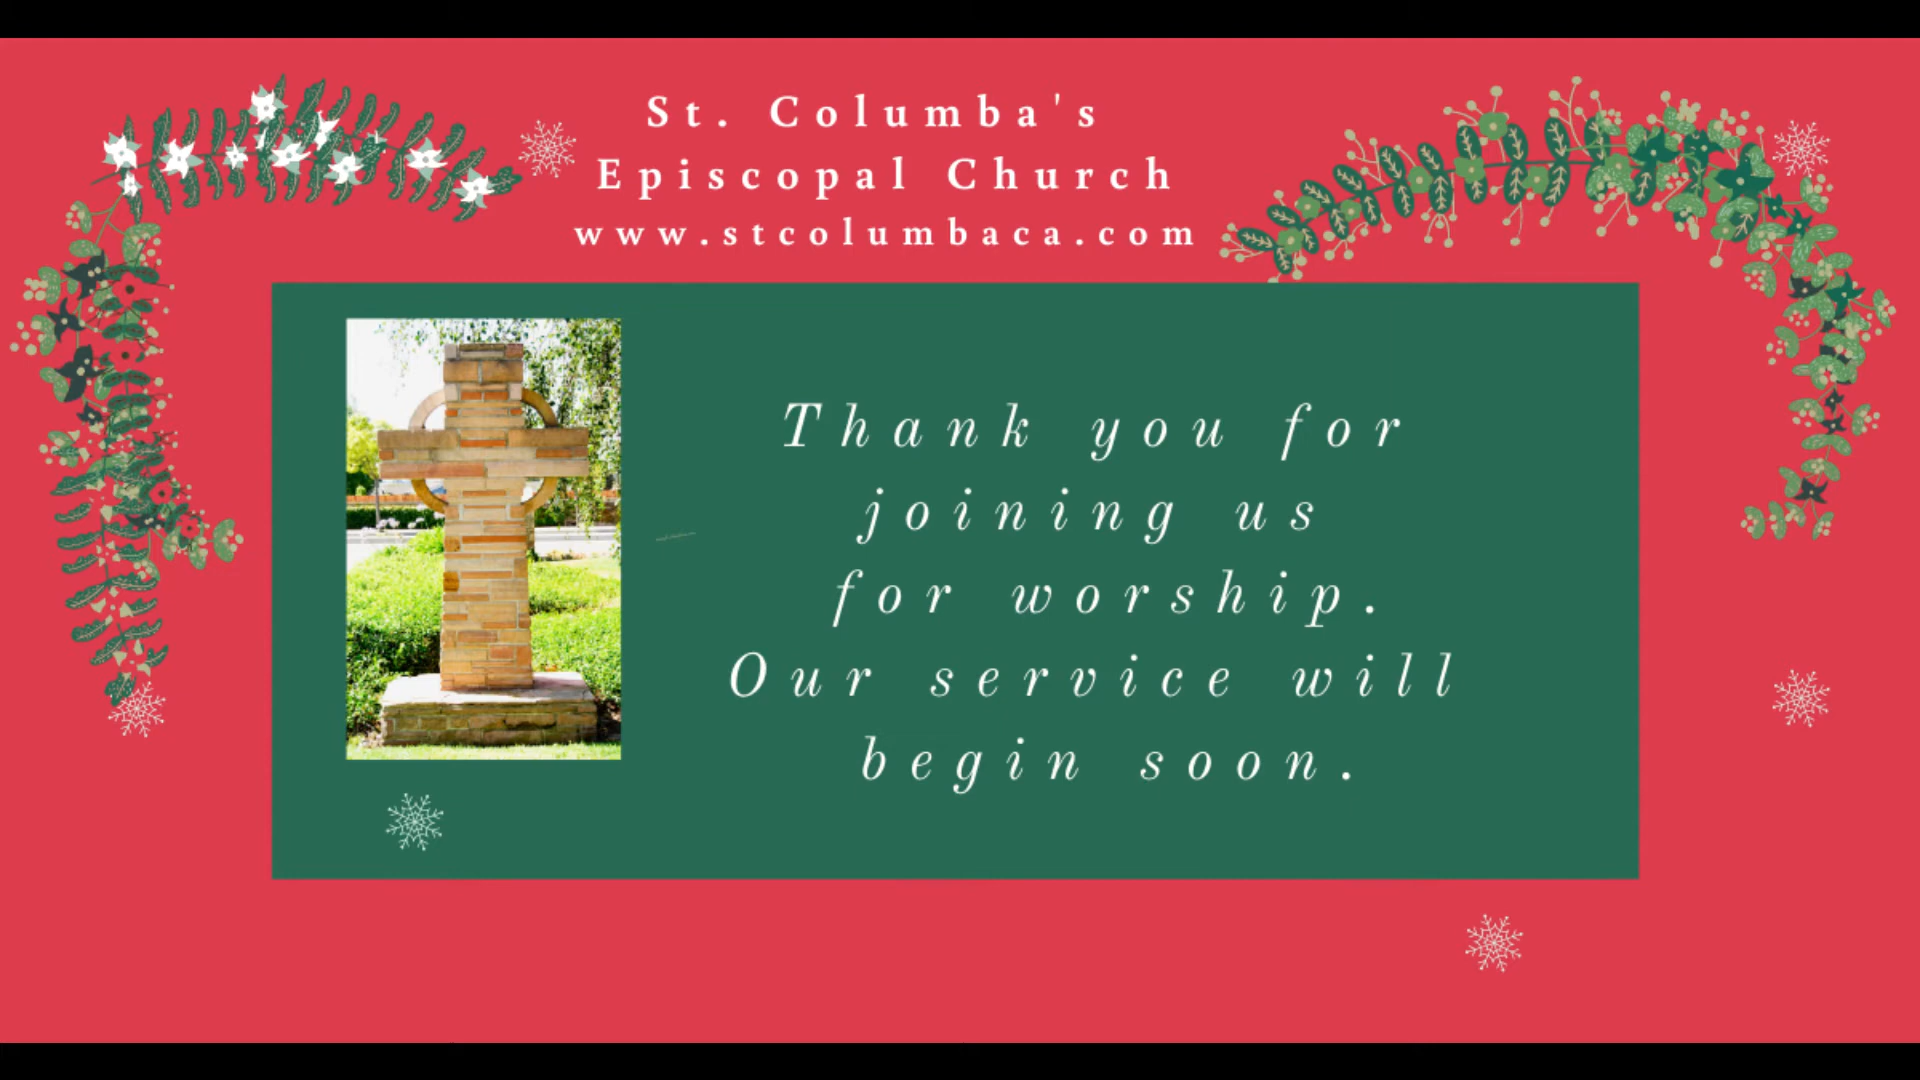 St. Columba's
Episcopal Church
www.stcolumbaca.com
Thank you for
joining us
for worship.
Our service will
begin soon.